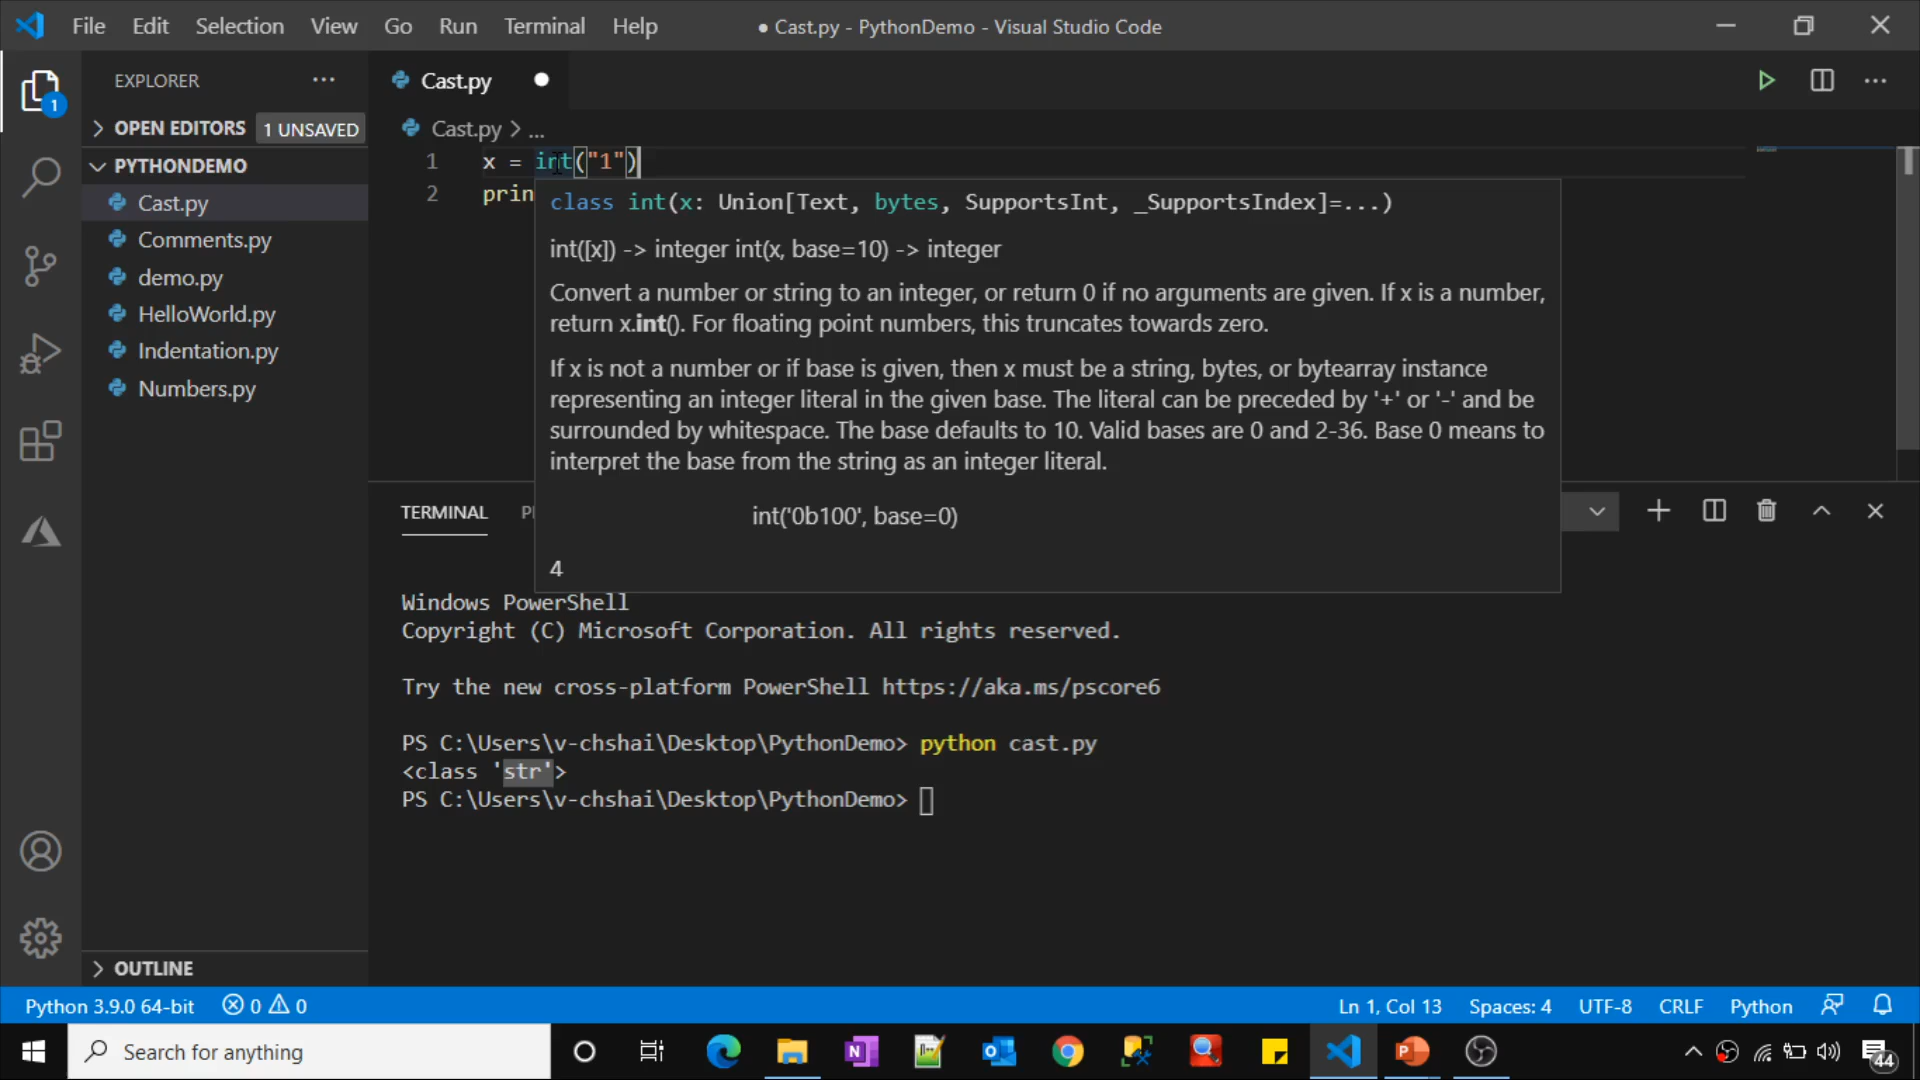 File Edit Selection View Go Run Terminal Help ● Cast.py - PythonDemo - Visual Studio Code
EXPLORER ···
Cast.py ●
OPEN EDITORS 1 UNSAVED
Cast.py > ...
PYTHONDEMO
1 x = int("1")
2 prin
Cast.py
Comments.py
demo.py
HelloWorld.py
Indentation.py
Numbers.py
class int(x: Union[Text, bytes, SupportsInt, _SupportsIndex]=...)
int([x]) -> integer int(x, base=10) -> integer
Convert a number or string to an integer, or return 0 if no arguments are given. If x is a number,
return x.int(). For floating point numbers, this truncates towards zero.
If x is not a number or if base is given, then x must be a string, bytes, or bytearray instance
representing an integer literal in the given base. The literal can be preceded by '+' or '-' and be
surrounded by whitespace. The base defaults to 10. Valid bases are 0 and 2-36. Base 0 means to
interpret the base from the string as an integer literal.
int('0b100', base=0)
4
TERMINAL
Windows PowerShell
Copyright (C) Microsoft Corporation. All rights reserved.
Try the new cross-platform PowerShell https://aka.ms/pscore6
PS C:\Users\v-chshai\Desktop\PythonDemo> python cast.py
<class 'str'>
PS C:\Users\v-chshai\Desktop\PythonDemo>
1
OUTLINE
Python 3.9.0 64-bit 0 0 Ln 1, Col 13 Spaces: 4 UTF-8 CRLF Python
Search for anything
44